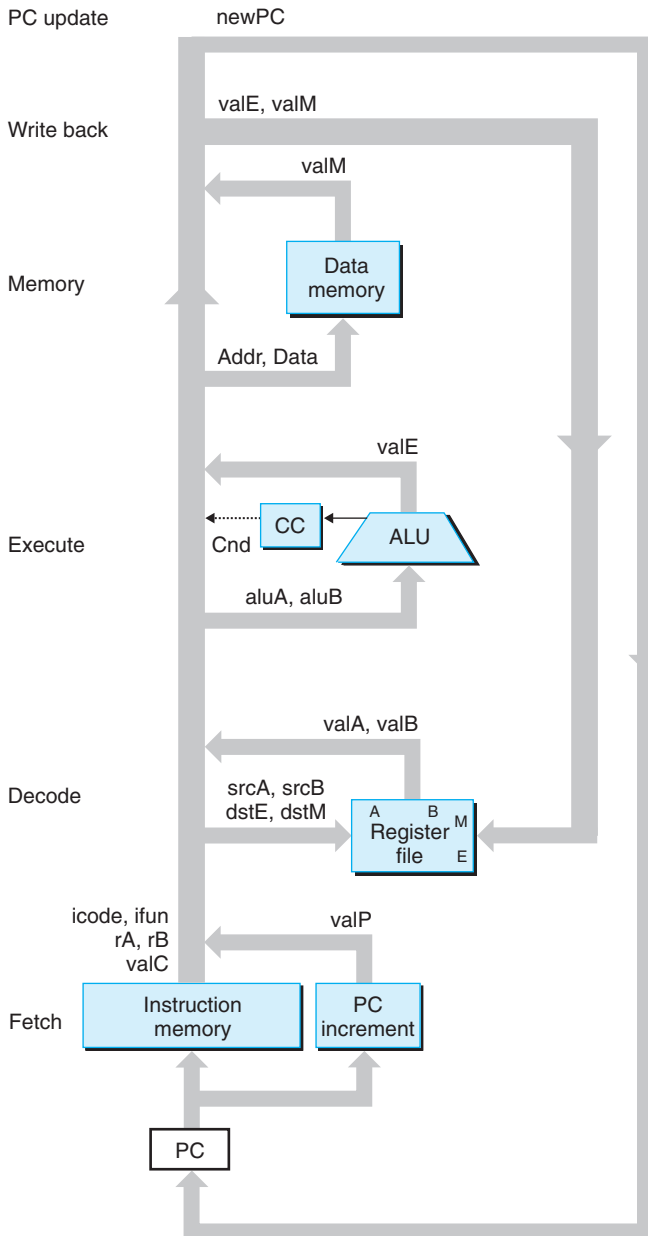 PC update
newPC
valE, valM
Write back
valM
Data
memory
Memory
Addr, Data
valE
CC
ALU
Cnd
Execute
aluA, aluB
valA, valB
srcA, srcB
dstE, dstM
Decode
A B
M
Register
file
E
icode, ifun
rA, rB
valC
valP
Fetch
Instruction
memory
PC
increment
PC